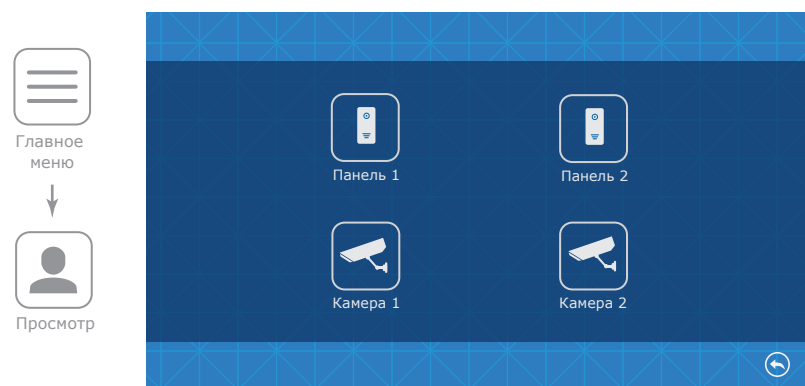 Главное
меню
Просмотр
Панель 1
Панель 2
Камера 1
Камера 2